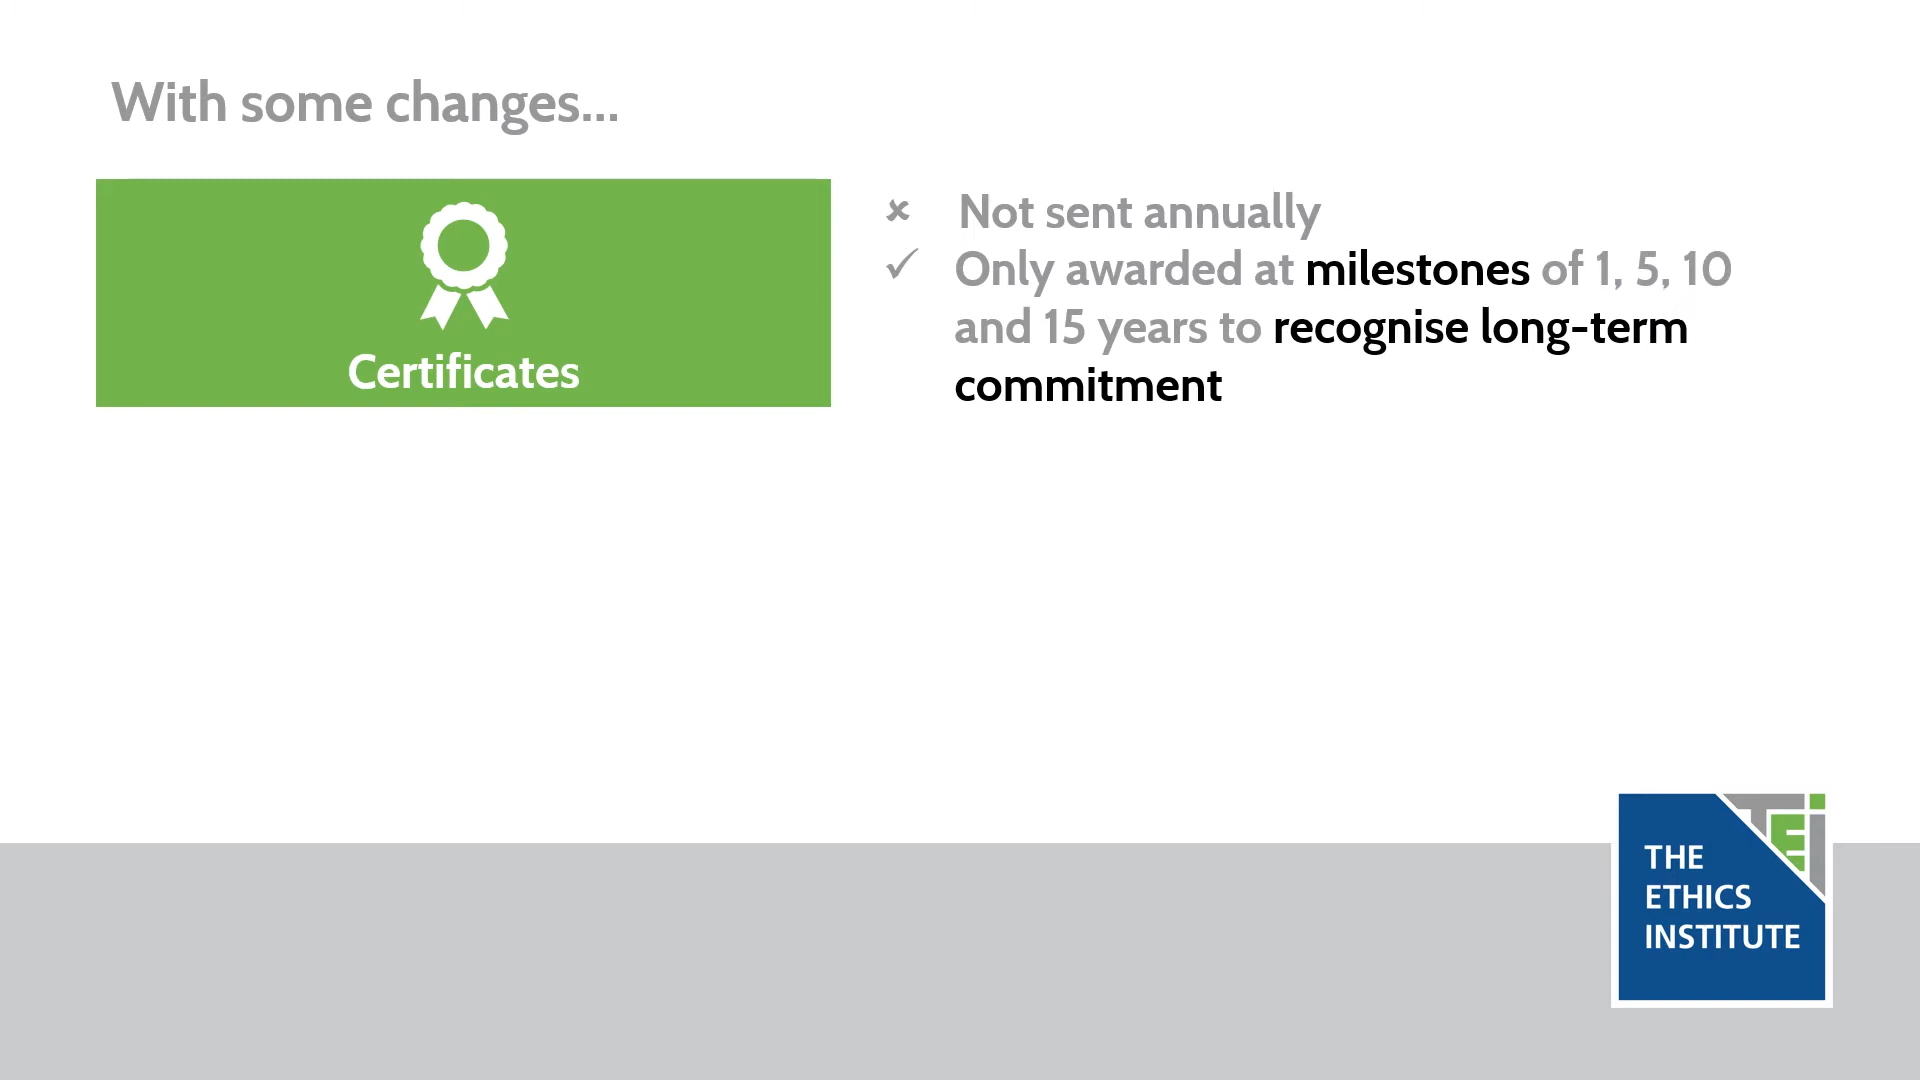 With some changes...
Certificates
✘ Not sent annually
✓ Only awarded at milestones of 1, 5, 10
and 15 years to recognise long-term
commitment
TEi
THE
ETHICS
INSTITUTE